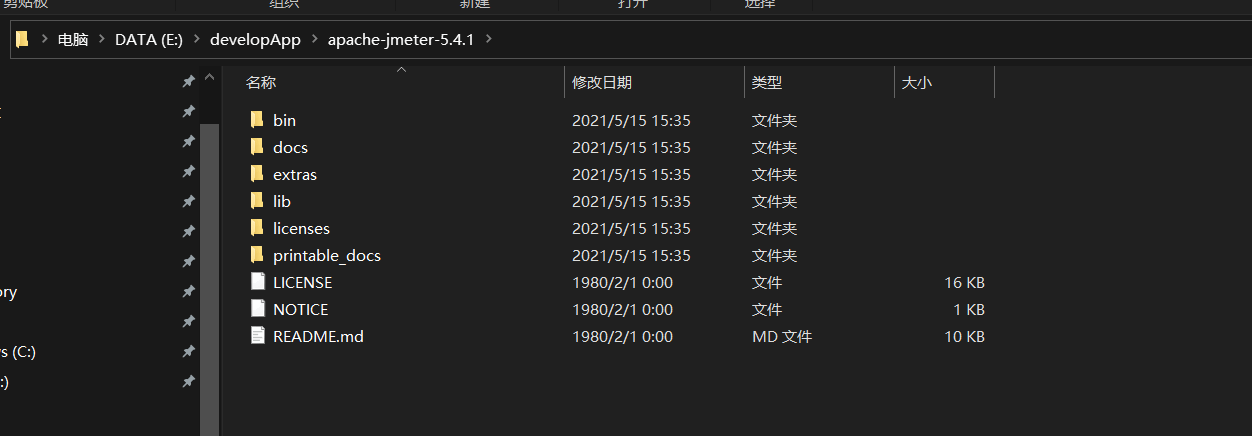 剪贴板 组织 新建 打开 选择
电脑 DATA (E:) developApp apache-jmeter-5.4.1
名称 修改日期 类型 大小
bin 2021/5/15 15:35 文件夹
docs 2021/5/15 15:35 文件夹
extras 2021/5/15 15:35 文件夹
lib 2021/5/15 15:35 文件夹
licenses 2021/5/15 15:35 文件夹
printable_docs 2021/5/15 15:35 文件夹
LICENSE 1980/2/1 0:00 文件 16 KB
ory
NOTICE 1980/2/1 0:00 文件 1 KB
README.md 1980/2/1 0:00 MD 文件 10 KB
s (C:)
:)